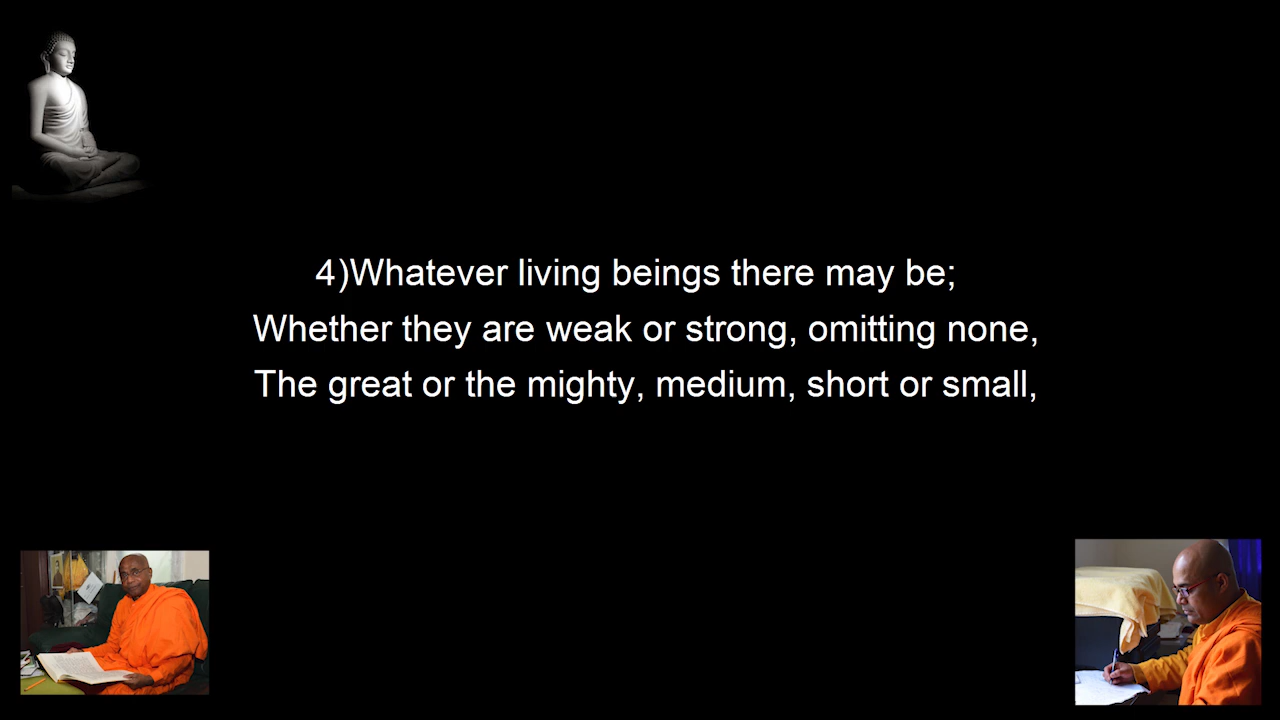 4)Whatever living beings there may be;
Whether they are weak or strong, omitting none,
The great or the mighty, medium, short or small,